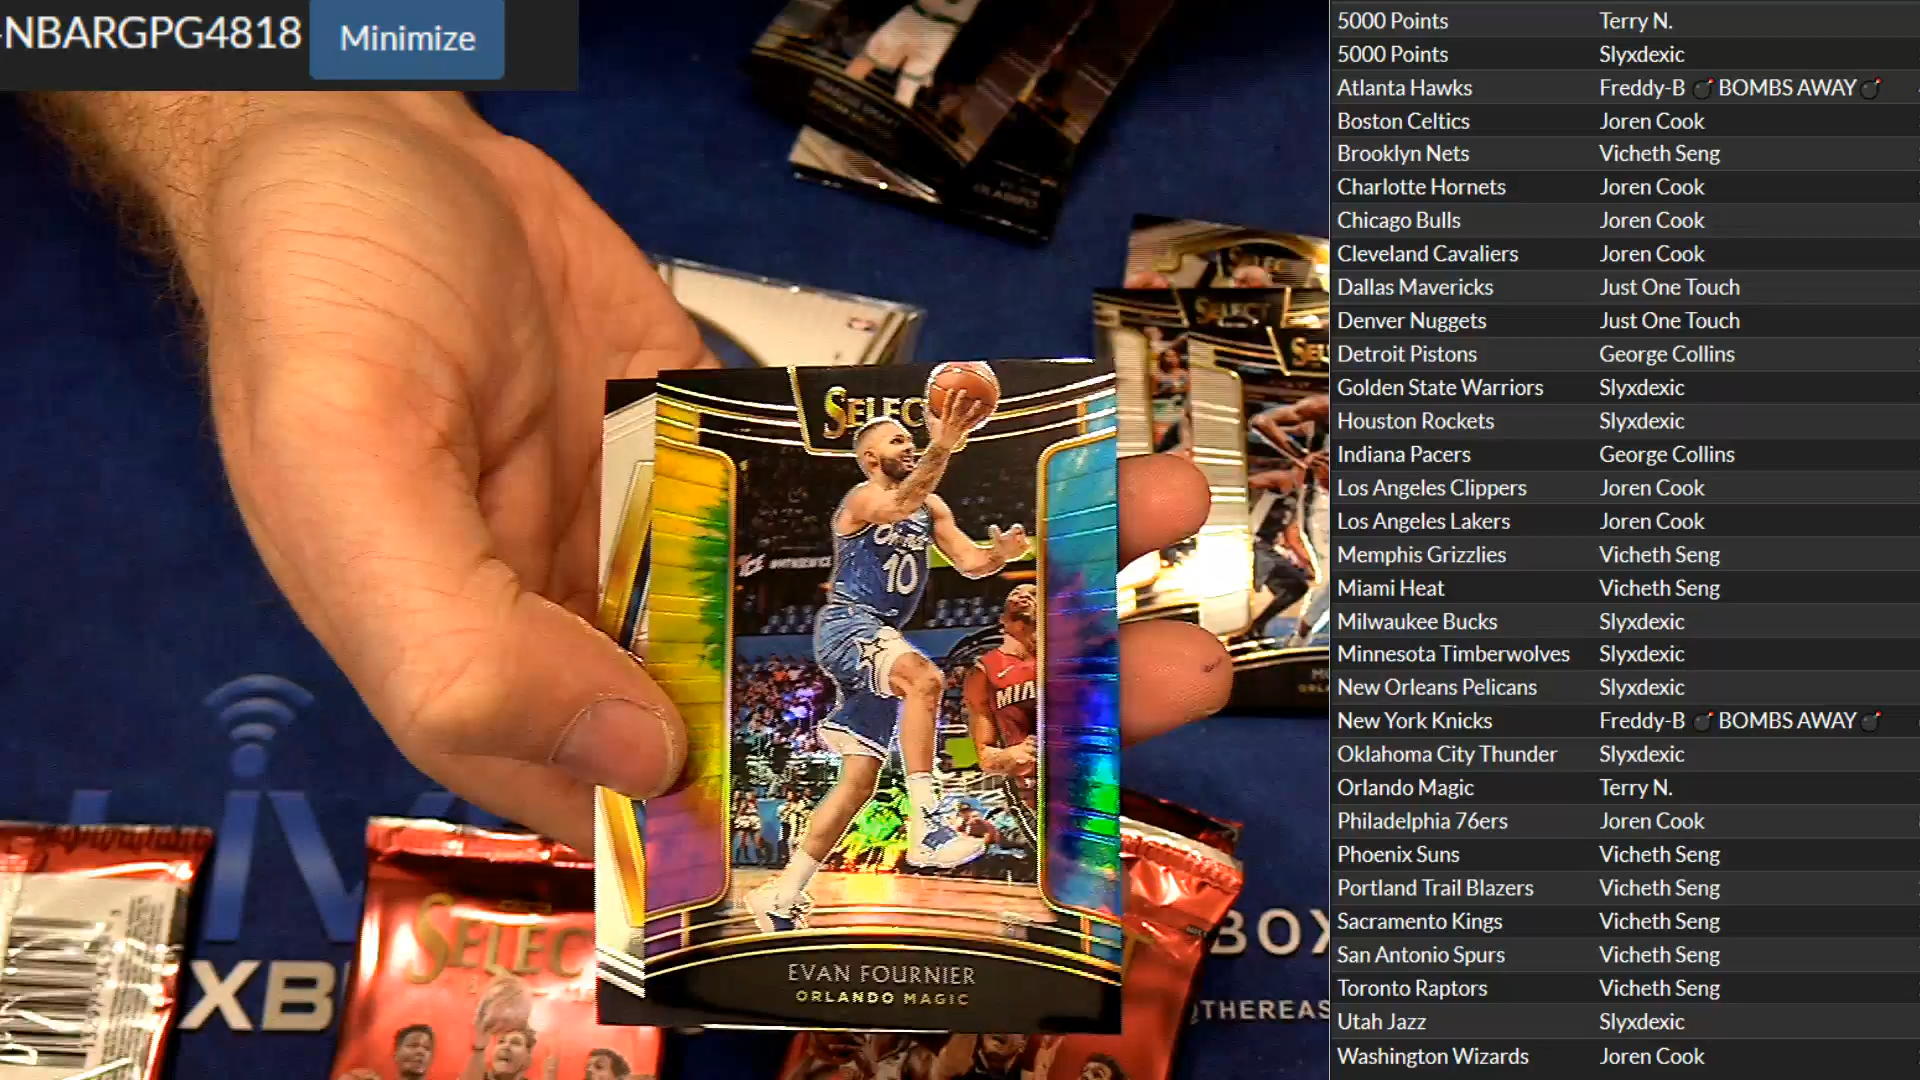 -NBARGPG4818
Minimize
5000 Points Terry N.
5000 Points Slyxdexic
Atlanta Hawks Freddy-B 💣 BOMBS AWAY 💣
Boston Celtics Joren Cook
Brooklyn Nets Vicheth Seng
Charlotte Hornets Joren Cook
Chicago Bulls Joren Cook
Cleveland Cavaliers Joren Cook
Dallas Mavericks Just One Touch
Denver Nuggets Just One Touch
Detroit Pistons George Collins
Golden State Warriors Slyxdexic
Houston Rockets Slyxdexic
Indiana Pacers George Collins
Los Angeles Clippers Joren Cook
Los Angeles Lakers Joren Cook
Memphis Grizzlies Vicheth Seng
Miami Heat Vicheth Seng
Milwaukee Bucks Slyxdexic
Minnesota Timberwolves Slyxdexic
New Orleans Pelicans Slyxdexic
New York Knicks Freddy-B 💣 BOMBS AWAY 💣
Oklahoma City Thunder Slyxdexic
Orlando Magic Terry N.
Philadelphia 76ers Joren Cook
Phoenix Suns Vicheth Seng
Portland Trail Blazers Vicheth Seng
Sacramento Kings Vicheth Seng
San Antonio Spurs Vicheth Seng
Toronto Raptors Vicheth Seng
Utah Jazz Slyxdexic
Washington Wizards Joren Cook
SELEC
10
MIA
EVAN FOURNIER
ORLANDO MAGIC
SELECT
SELEC
XB
BOX
THEREAS